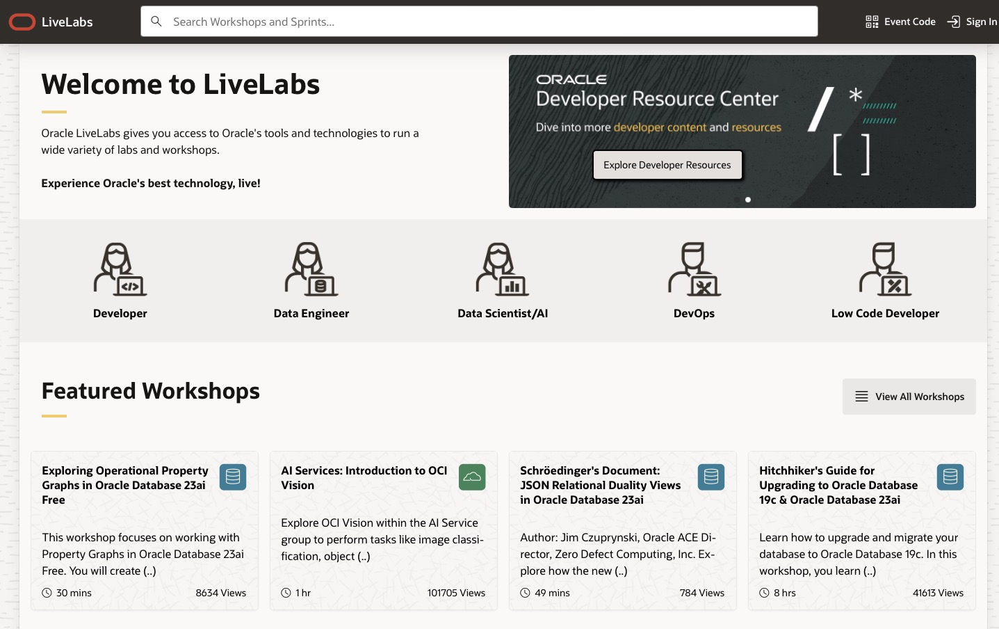 LiveLabs
Search Workshops and Sprints...
Event Code
Sign In
Welcome to LiveLabs
Oracle LiveLabs gives you access to Oracle's tools and technologies to run a
wide variety of labs and workshops.
Experience Oracle's best technology, live!
ORACLE
Developer Resource Center
Dive into more developer content and resources
Explore Developer Resources
/ *
[ ]
Developer
Data Engineer
Data Scientist/AI
DevOps
Low Code Developer
Featured Workshops
View All Workshops
Exploring Operational Property
Graphs in Oracle Database 23ai
Free
This workshop focuses on working with
Property Graphs in Oracle Database 23ai
Free. You will create (..)
30 mins
8634 Views
AI Services: Introduction to OCI
Vision
Explore OCI Vision within the AI Service
group to perform tasks like image classi-
fication, object (..)
1 hr
101705 Views
Schröedinger's Document:
JSON Relational Duality Views
in Oracle Database 23ai
Author: Jim Czuprynski, Oracle ACE Di-
rector, Zero Defect Computing, Inc. Ex-
plore how the new (..)
49 mins
784 Views
Hitchhiker's Guide for
Upgrading to Oracle Database
19c & Oracle Database 23ai
Learn how to upgrade and migrate your
database to Oracle Database 19c. In this
workshop, you learn (..)
8 hrs
41613 Views